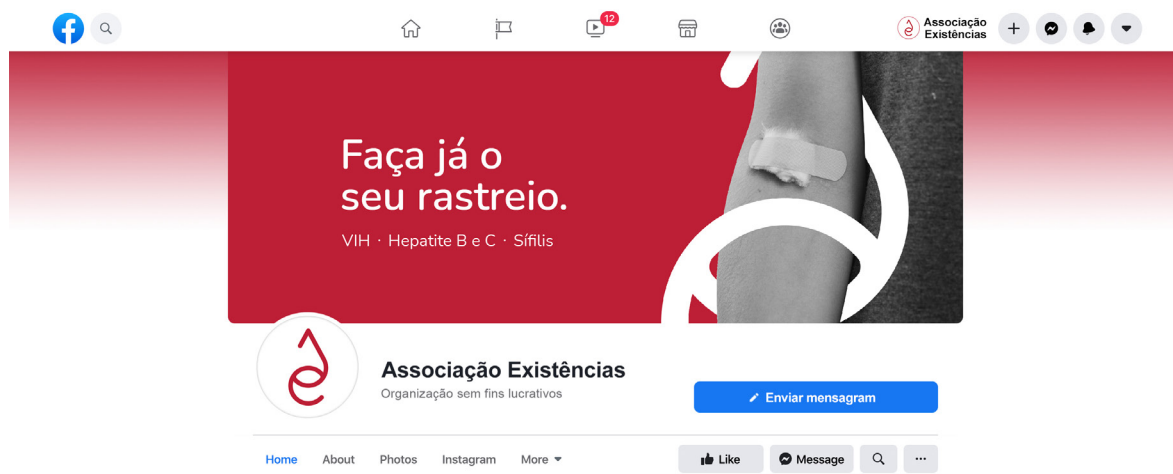 12
Associação
Existências
Faça já o
seu rastreio.
VIH · Hepatite B e C · Sífilis
Associação Existências
Organização sem fins lucrativos
Enviar mensagram
Home About Photos Instagram More
Like Message